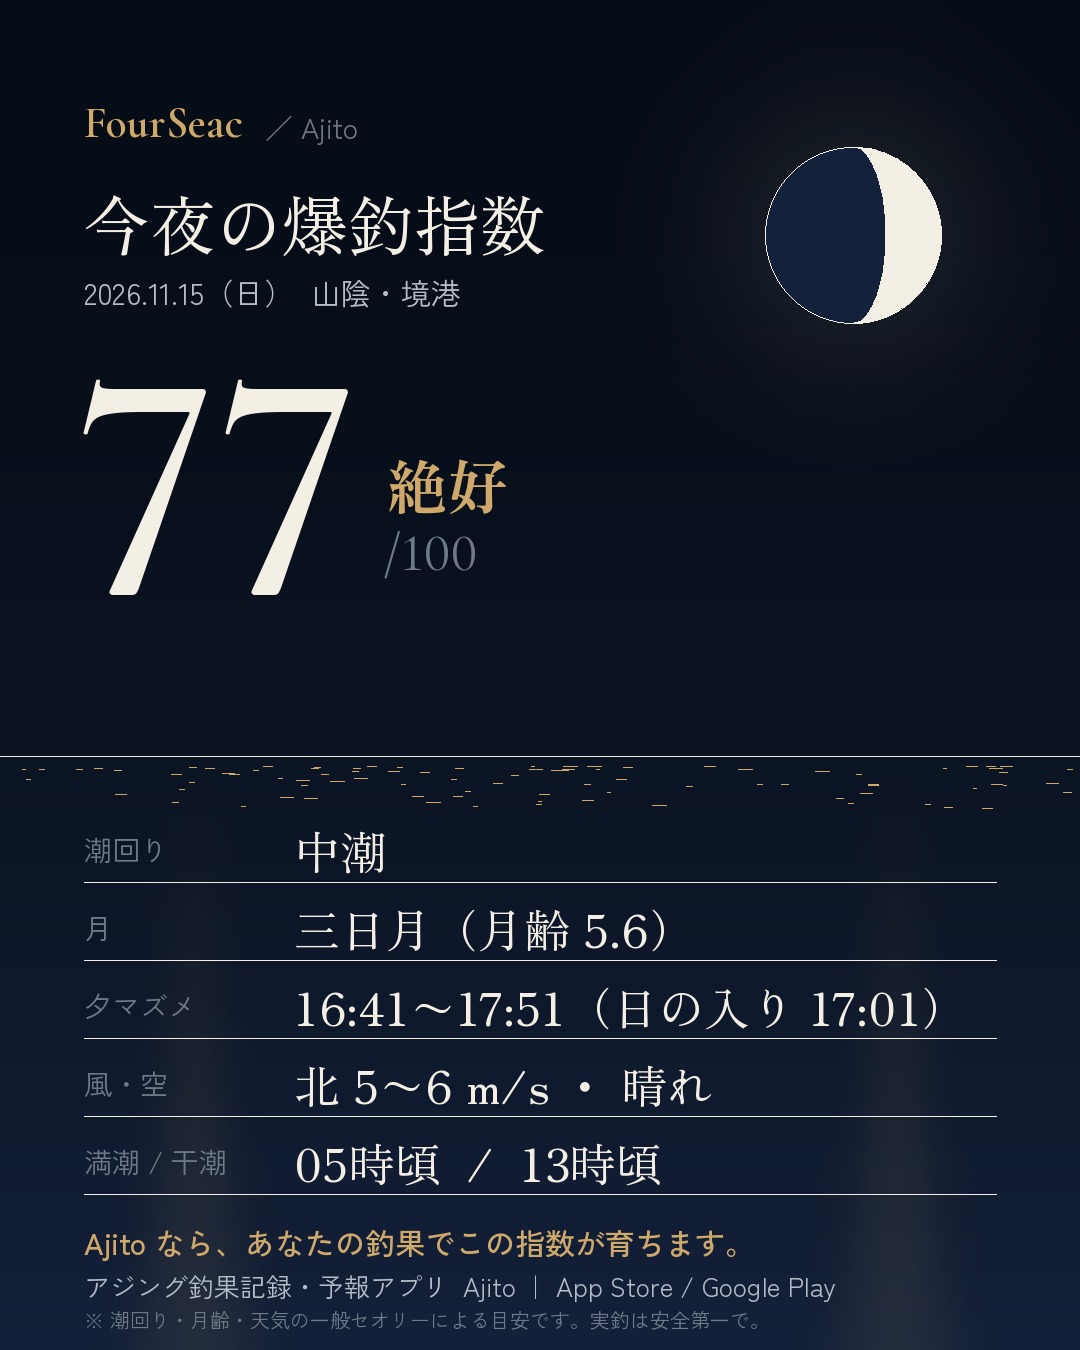 FourSeac ／ Ajito
今夜の爆釣指数
2026.11.15（日） 山陰・境港
77 絶好
/100
潮回り 中潮
月 三日月（月齢 5.6）
夕マズメ 16:41〜17:51（日の入り 17:01）
風・空 北 5〜6 m/s ・ 晴れ
満潮 / 干潮 05時頃 / 13時頃
Ajito なら、あなたの釣果でこの指数が育ちます。
アジング釣果記録・予報アプリ Ajito ｜ App Store / Google Play
※ 潮回り・月齢・天気の一般セオリーによる目安です。実釣は安全第一で。